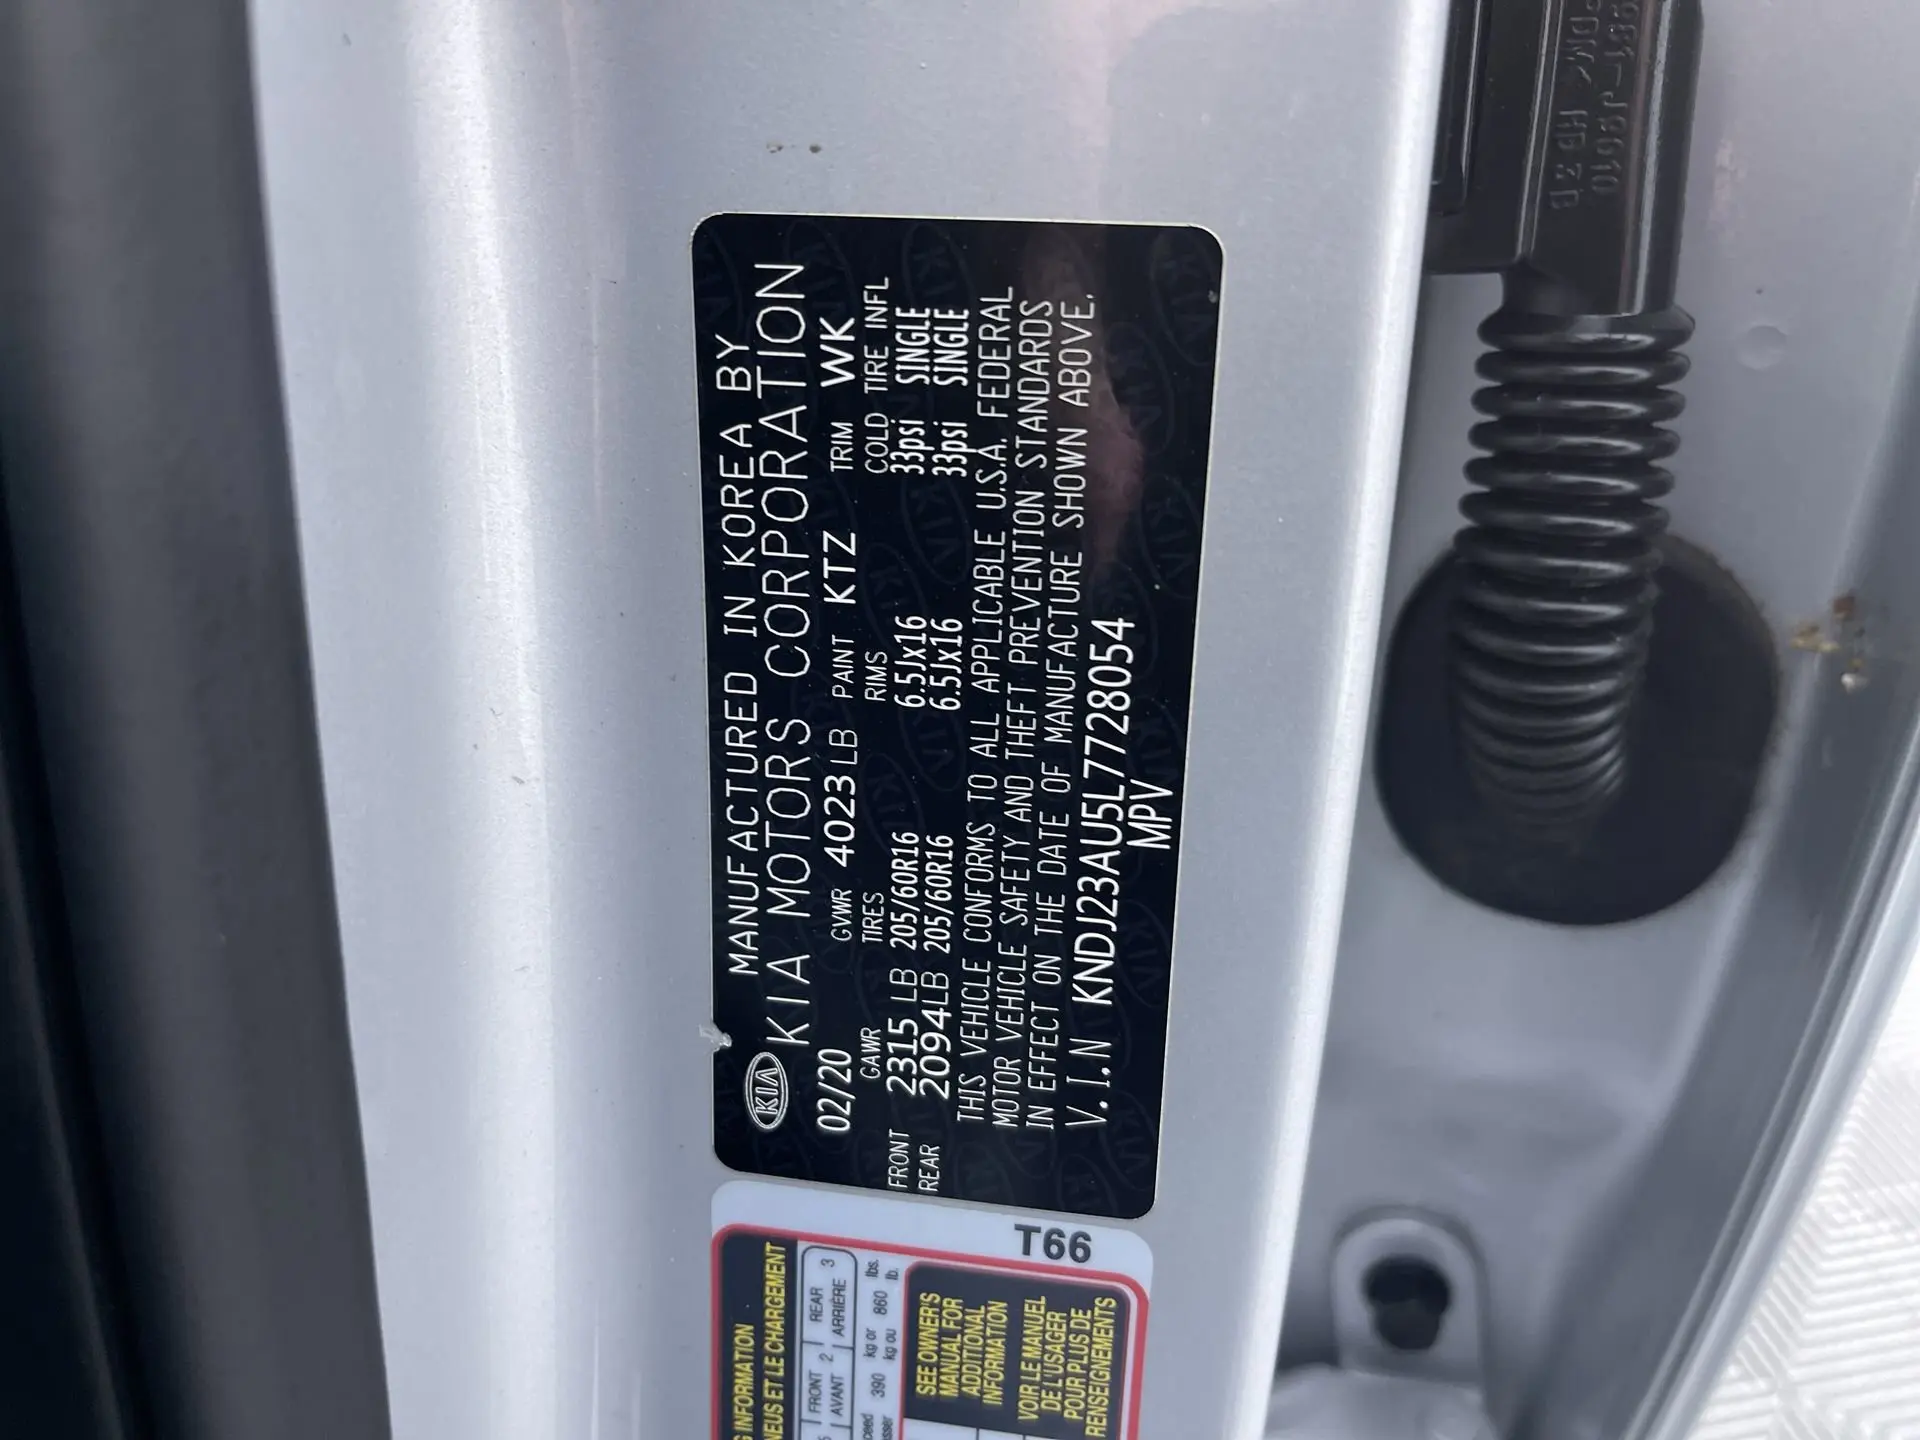 MANUFACTURED IN KOREA BY
KIA KIA MOTORS CORPORATION
02/20 GVWR 4023 LB PAINT KTZ TRIM WK
GAWR TIRES RIMS COLD TIRE INFL
FRONT 2315 LB 205/60R16 6.5Jx16 33psi SINGLE
REAR 2094LB 205/60R16 6.5Jx16 33psi SINGLE
THIS VEHICLE CONFORMS TO ALL APPLICABLE U.S.A. FEDERAL
MOTOR VEHICLE SAFETY AND THEFT PREVENTION STANDARDS
IN EFFECT ON THE DATE OF MANUFACTURE SHOWN ABOVE.
V.I.N KNDJ23AU5L7728054
MPV
T66
INFORMATION
ET LE CHARGEMENT
FRONT 2 REAR 3
AVANT ARRIÈRE
390 kg or 860 lbs.
kg ou lb.
SEE OWNER'S
MANUAL FOR
ADDITIONAL
INFORMATION
VOIR LE MANUEL
DE L'USAGER
POUR PLUS DE
RENSEIGNEMENTS